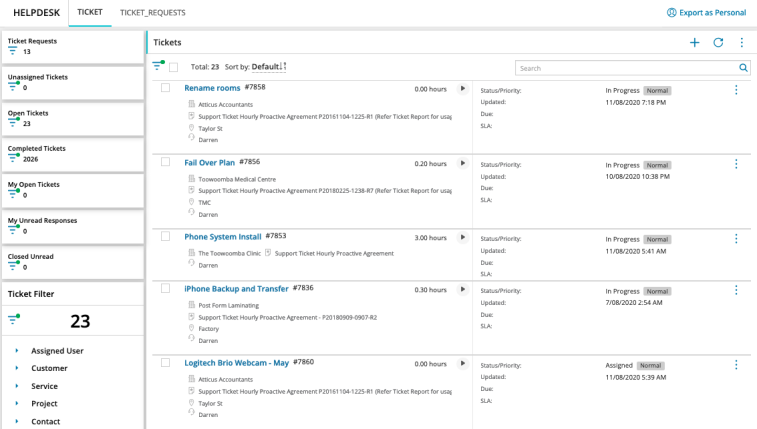 HELPDESK TICKET TICKET_REQUESTS Export as Personal
Ticket Requests
13
Unassigned Tickets
0
Open Tickets
23
Completed Tickets
2026
My Open Tickets
0
My Unread Responses
0
Closed Unread
0
Ticket Filter
23
Assigned User
Customer
Service
Project
Contact
Tickets
Total: 23 Sort by: Default
Search
Rename rooms #7858 0.00 hours
Atticus Accountants
Support Ticket Hourly Proactive Agreement P20161104-1225-R1 (Refer Ticket Report for usag
Taylor St
Darren
Status/Priority: In Progress Normal
Updated: 11/08/2020 7:18 PM
Due:
SLA:
Fail Over Plan #7856 0.20 hours
Toowoomba Medical Centre
Support Ticket Hourly Proactive Agreement P20180225-1238-R7 (Refer Ticket Report for usag
TMC
Darren
Status/Priority: In Progress Normal
Updated: 10/08/2020 10:38 PM
Due:
SLA:
Phone System Install #7853 3.00 hours
The Toowoomba Clinic Support Ticket Hourly Proactive Agreement
Darren
Status/Priority: In Progress Normal
Updated: 11/08/2020 5:41 AM
Due:
SLA:
iPhone Backup and Transfer #7836 0.30 hours
Post Form Laminating
Support Ticket Hourly Proactive Agreement - P20180909-0907-R2
Factory
Darren
Status/Priority: In Progress Normal
Updated: 7/08/2020 2:54 AM
Due:
SLA:
Logitech Brio Webcam - May #7860 0.00 hours
Atticus Accountants
Support Ticket Hourly Proactive Agreement P20161104-1225-R1 (Refer Ticket Report for usag
Taylor St
Darren
Status/Priority: Assigned Normal
Updated: 11/08/2020 5:39 AM
Due:
SLA: